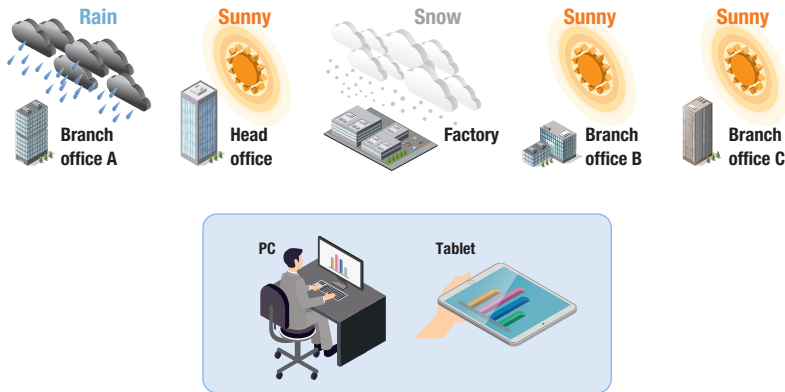 Rain
Sunny
Snow
Sunny
Sunny
Branch
office A
Head
office
Factory
Branch
office B
Branch
office C
PC
Tablet